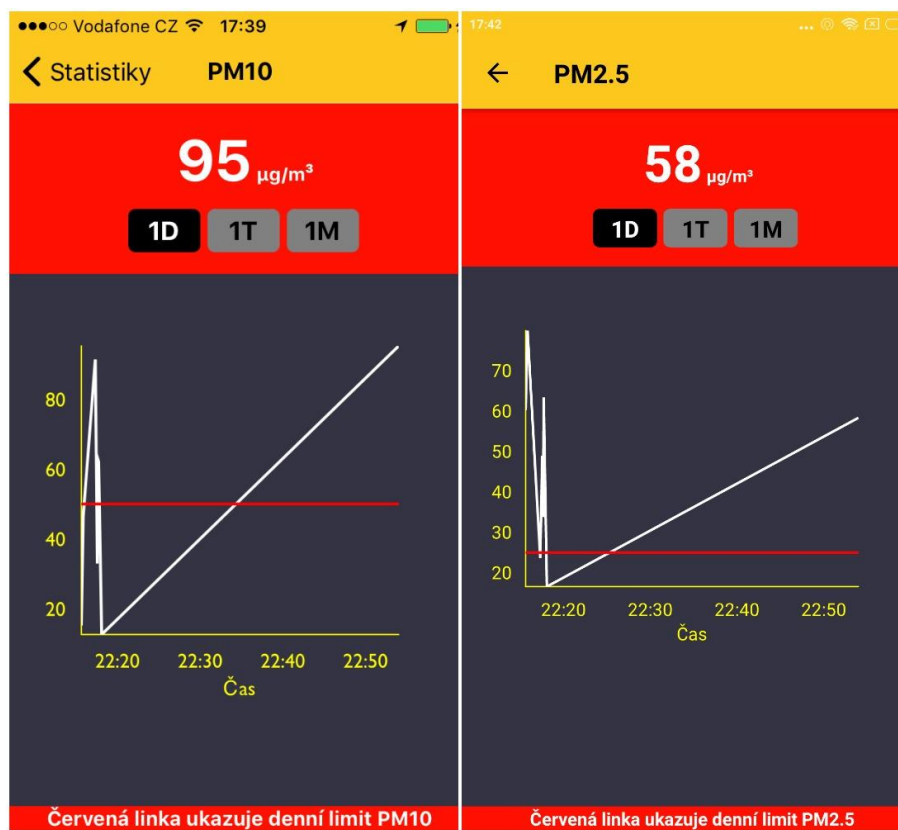 Vodafone CZ 17:39
Statistiky PM10
95 µg/m³
1D 1T 1M
80
60
40
20
22:20 22:30 22:40 22:50
Čas
Červená linka ukazuje denní limit PM10
17:42 ...
PM2.5
58 µg/m³
1D 1T 1M
70
60
50
40
30
20
22:20 22:30 22:40 22:50
Čas
Červená linka ukazuje denní limit PM2.5